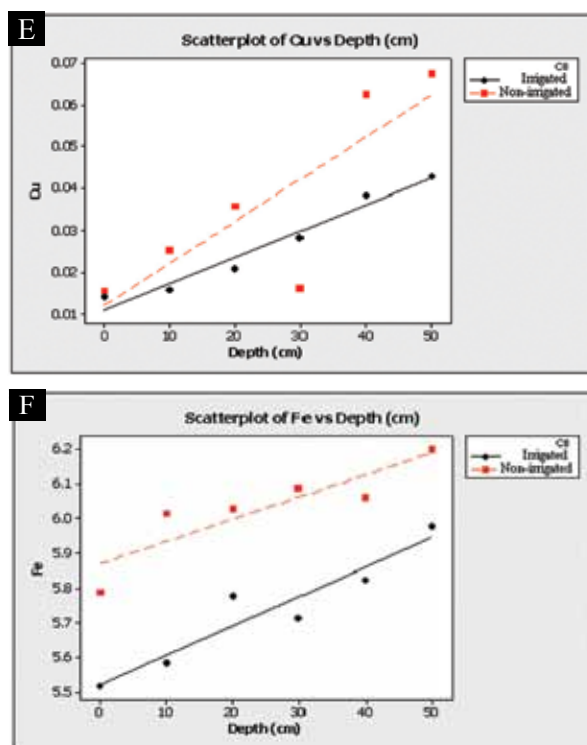 E
Scatterplot of Cu vs Depth (cm)
0.07
0.06
0.05
0.04
0.03
0.02
0.01
Cu
0 10 20 30 40 50
Depth (cm)
C8
Irrigated
Non-irrigated
F
Scatterplot of Fe vs Depth (cm)
6.2
6.1
6.0
5.9
5.8
5.7
5.6
5.5
Fe
0 10 20 30 40 50
Depth (cm)
C8
Irrigated
Non-irrigated